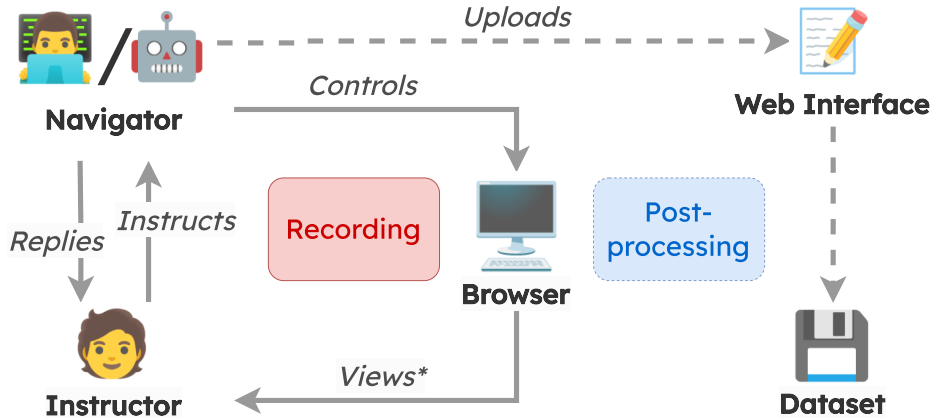 Uploads
/
Controls
Navigator
Web Interface
Replies
Instructs
Recording
Post-
processing
Browser
Views*
Instructor
Dataset